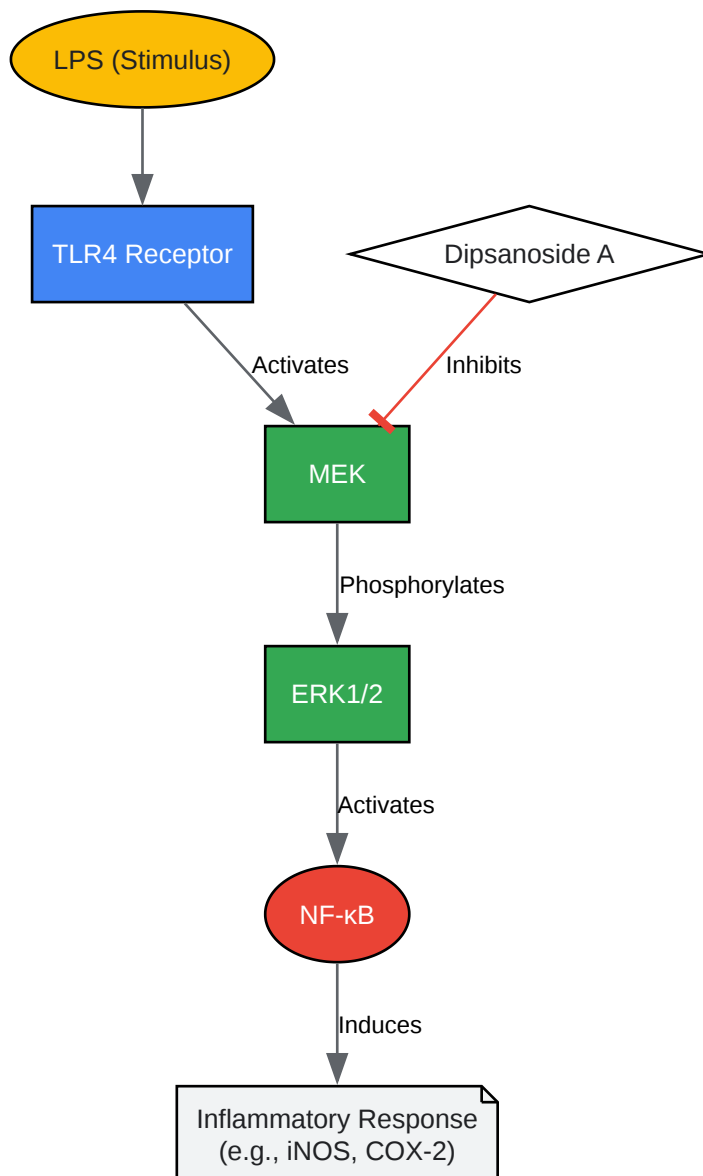 LPS (Stimulus)
TLR4 Receptor
Dipsanoside A
Activates
Inhibits
MEK
Phosphorylates
ERK1/2
Activates
NF-κB
Induces
Inflammatory Response
(e.g., iNOS, COX-2)